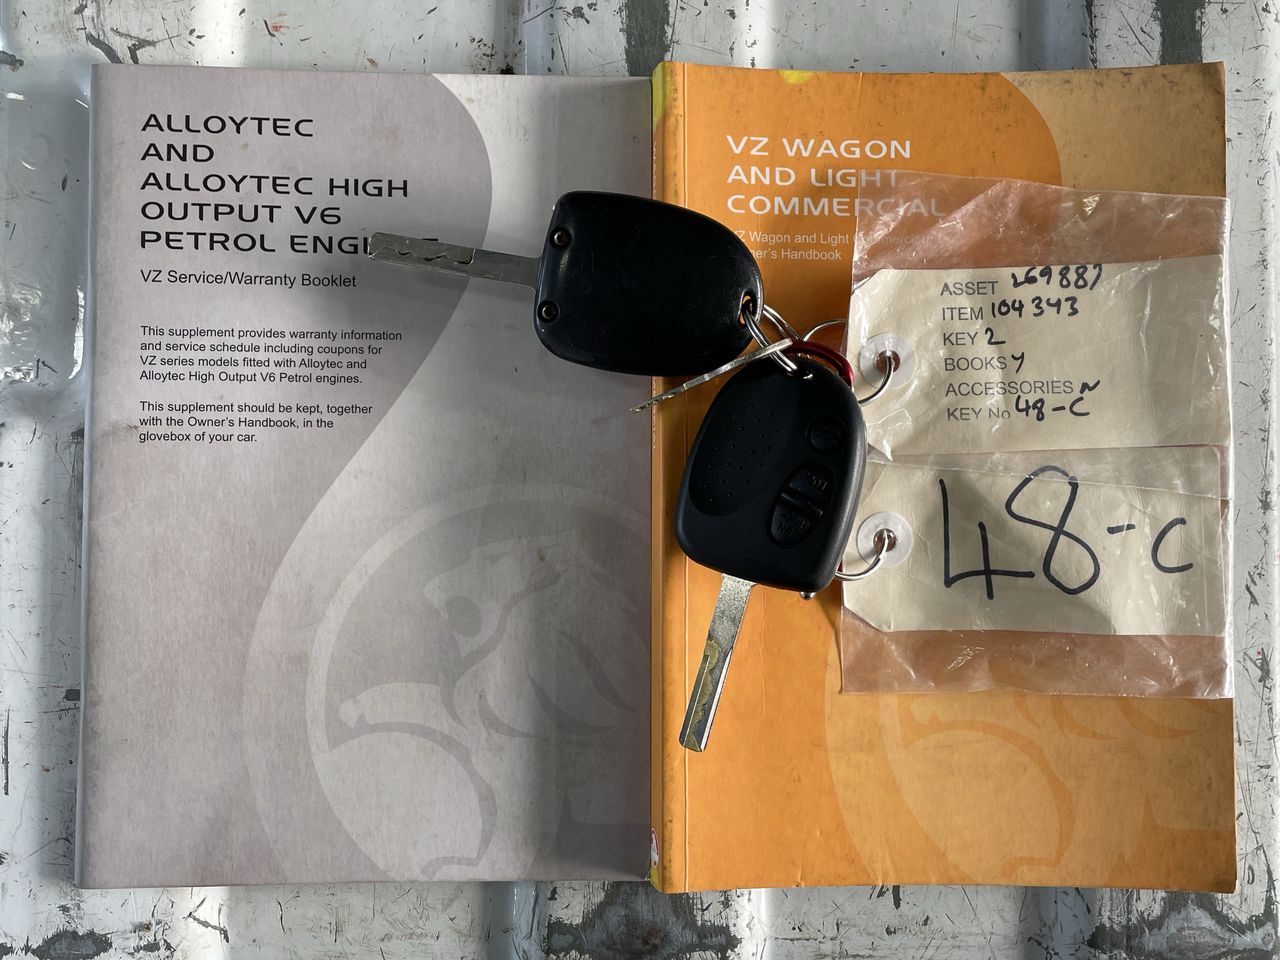 ALLOYTEC
AND
ALLOYTEC HIGH
OUTPUT V6
PETROL
VZ Service/Warranty Booklet
This supplement provides warranty information
and service schedule including coupons for
VZ series models fitted with Alloytec and
Alloytec High Output V6 Petrol engines.
This supplement should be kept, together
with the Owner's Handbook, in the
glovebox of your car.
VZ WAGON
AND LIGHT
COMMERCIAL
Wagon and Light Commercial
Handbook
ASSET 269887
ITEM 104343
KEY 2
BOOKS Y
ACCESSORIES N
KEY No 48-C
48-C